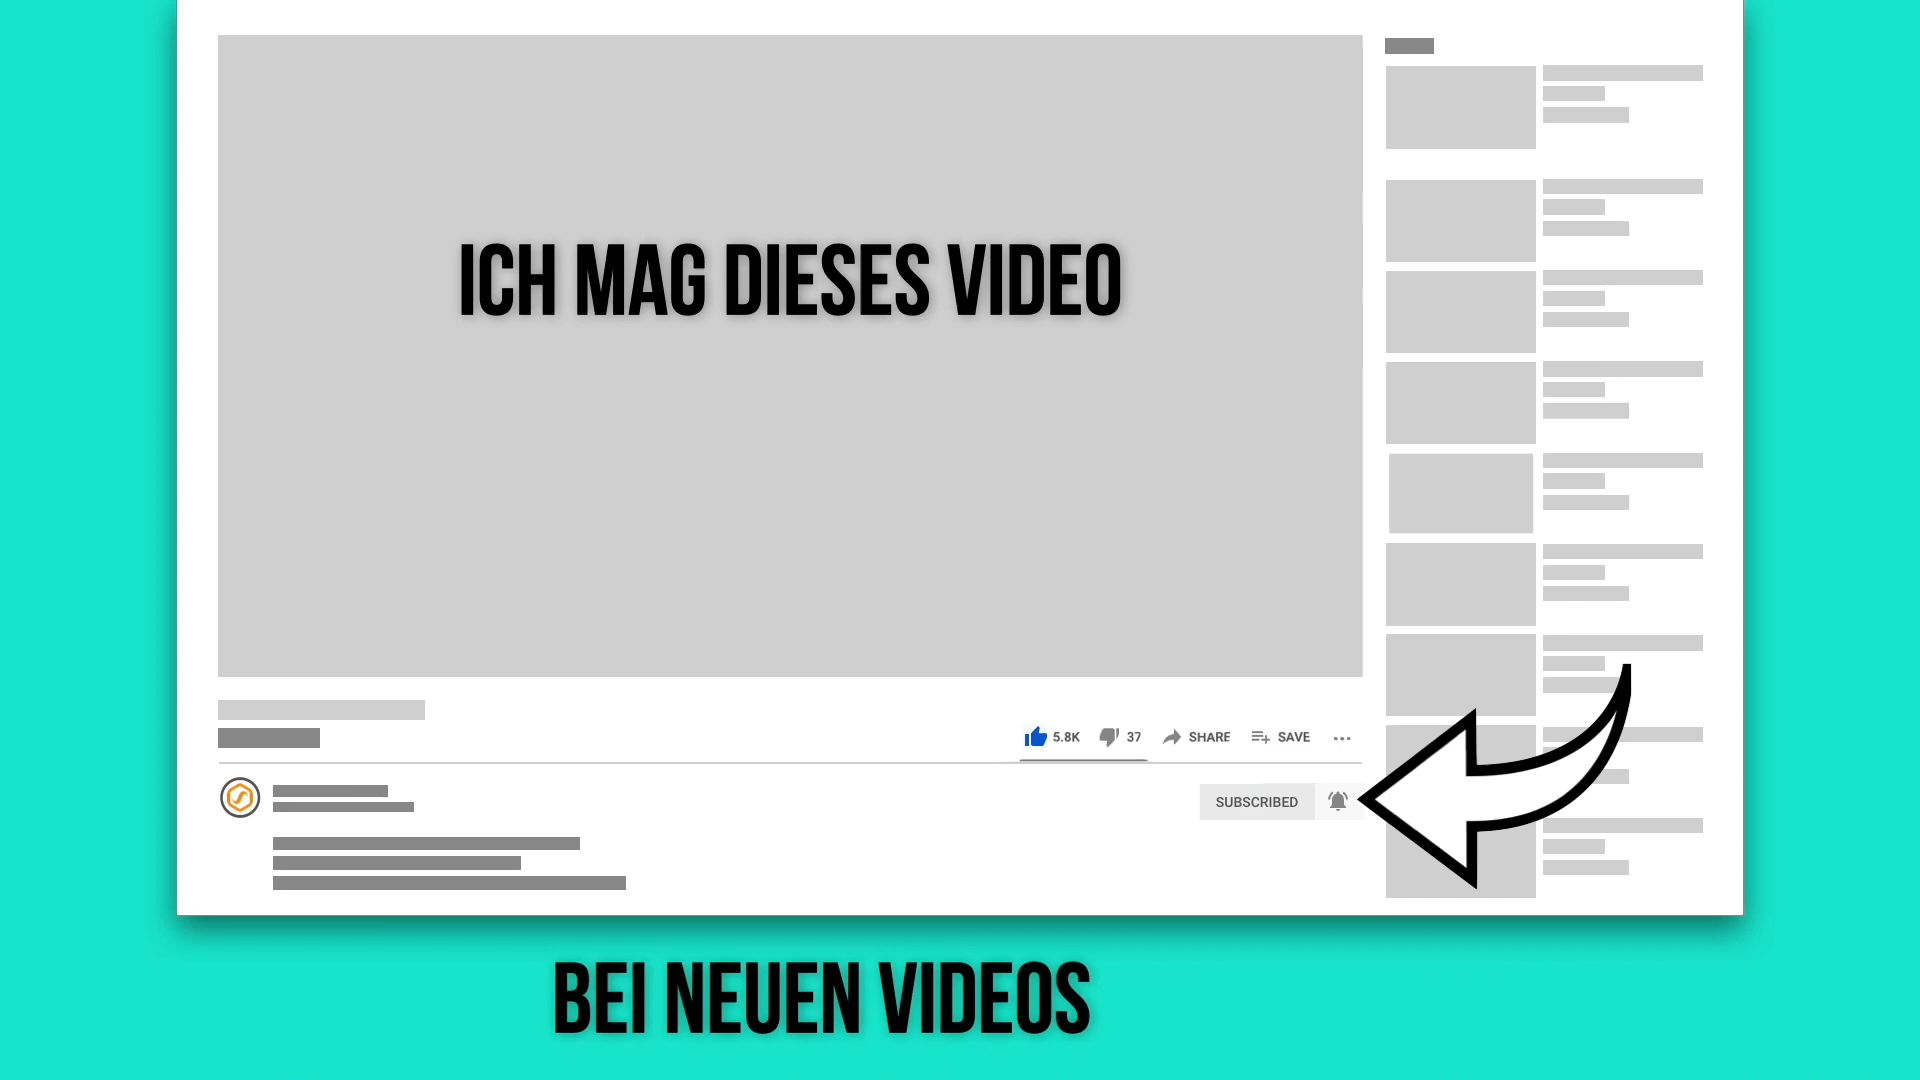 ICH MAG DIESES VIDEO
5.8K 37 SHARE SAVE
SUBSCRIBED
BEI NEUEN VIDEOS